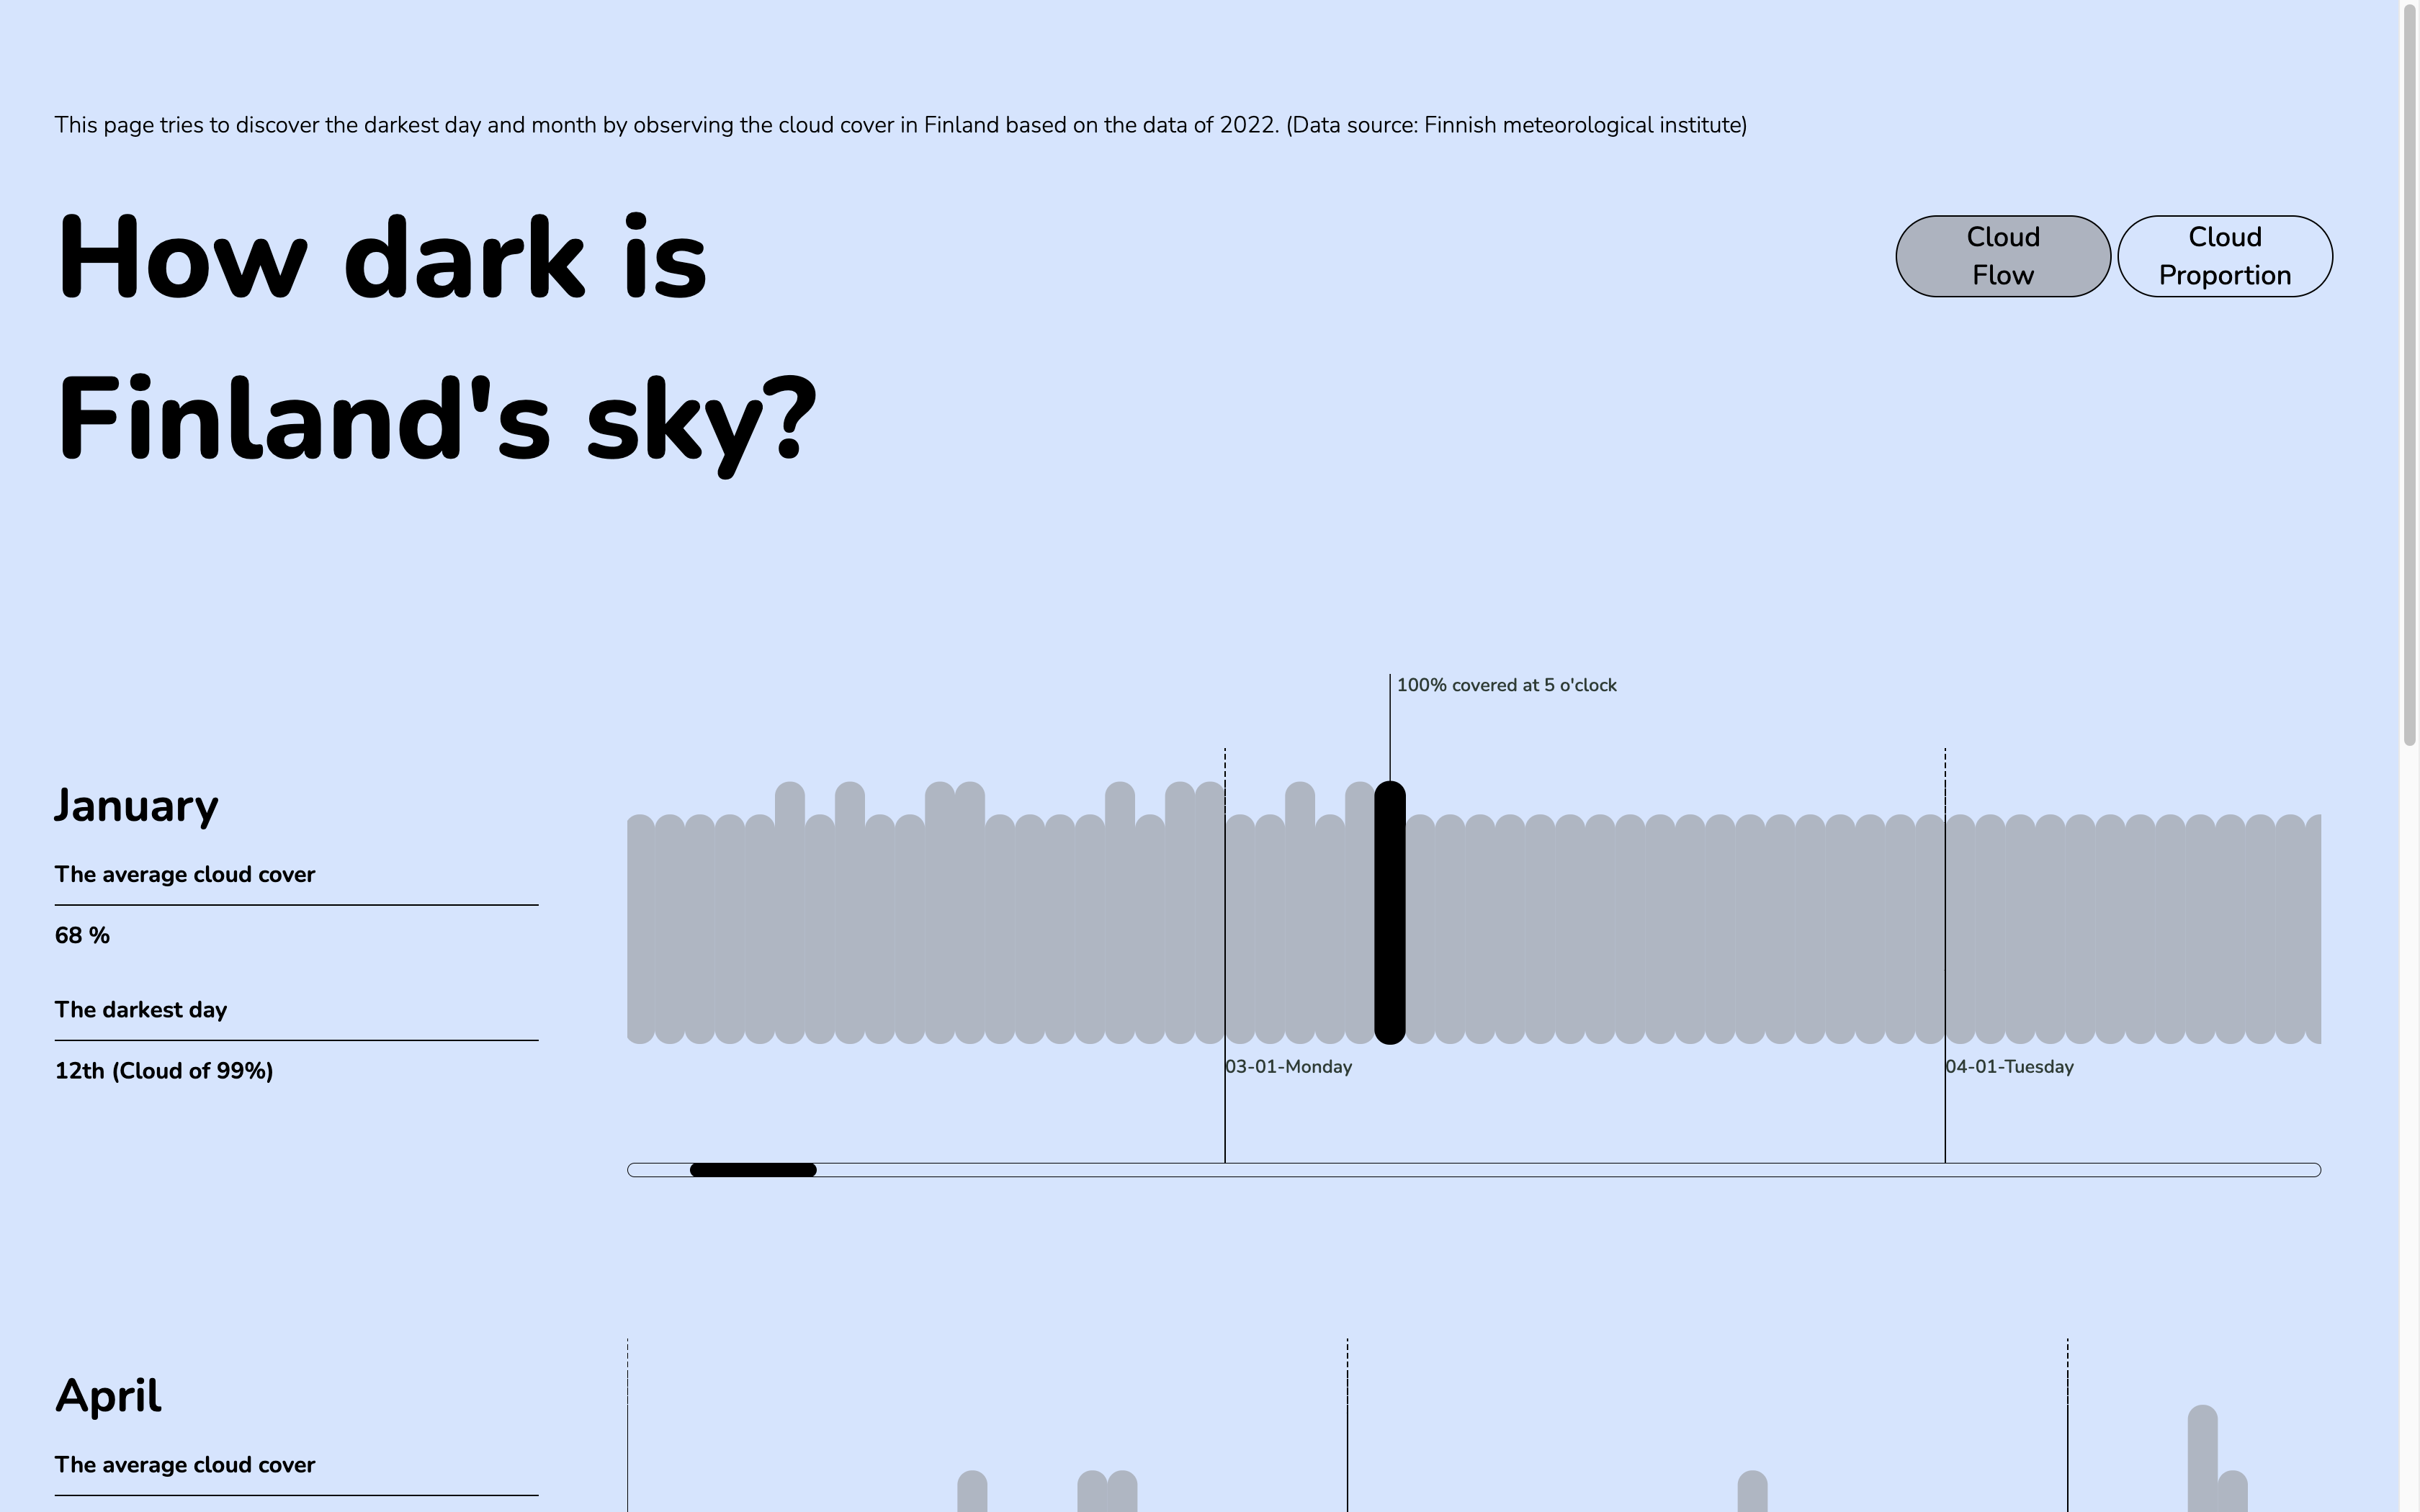 This page tries to discover the darkest day and month by observing the cloud cover in Finland based on the data of 2022. (Data source: Finnish meteorological institute)
How dark is
Finland's sky?
Cloud
Flow
Cloud
Proportion
100% covered at 5 o'clock
January
The average cloud cover
68 %
The darkest day
12th (Cloud of 99%)
03-01-Monday
04-01-Tuesday
April
The average cloud cover